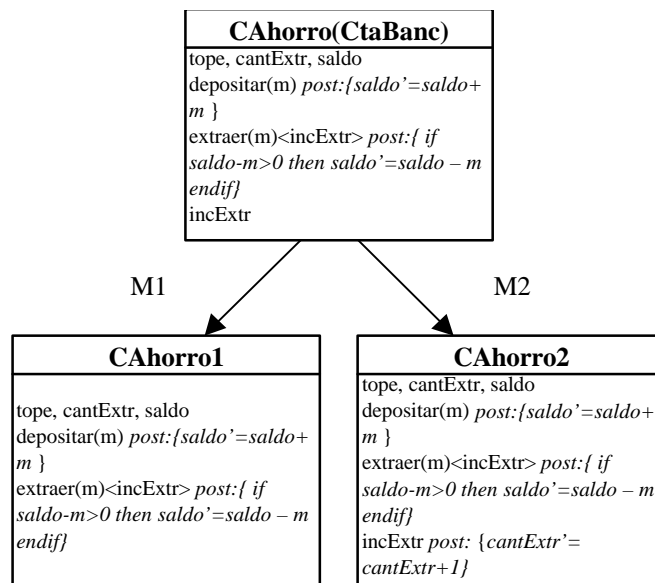 CAhorro(CtaBanc)
tope, cantExtr, saldo
depositar(m) post:{saldo’=saldo+
m }
extraer(m)<incExtr> post:{ if
saldo-m>0 then saldo’=saldo – m
endif}
incExtr
M1
M2
CAhorro1
tope, cantExtr, saldo
depositar(m) post:{saldo’=saldo+
m }
extraer(m)<incExtr> post:{ if
saldo-m>0 then saldo’=saldo – m
endif}
CAhorro2
tope, cantExtr, saldo
depositar(m) post:{saldo’=saldo+
m }
extraer(m)<incExtr> post:{ if
saldo-m>0 then saldo’=saldo – m
endif}
incExtr post: {cantExtr’=
cantExtr+1}